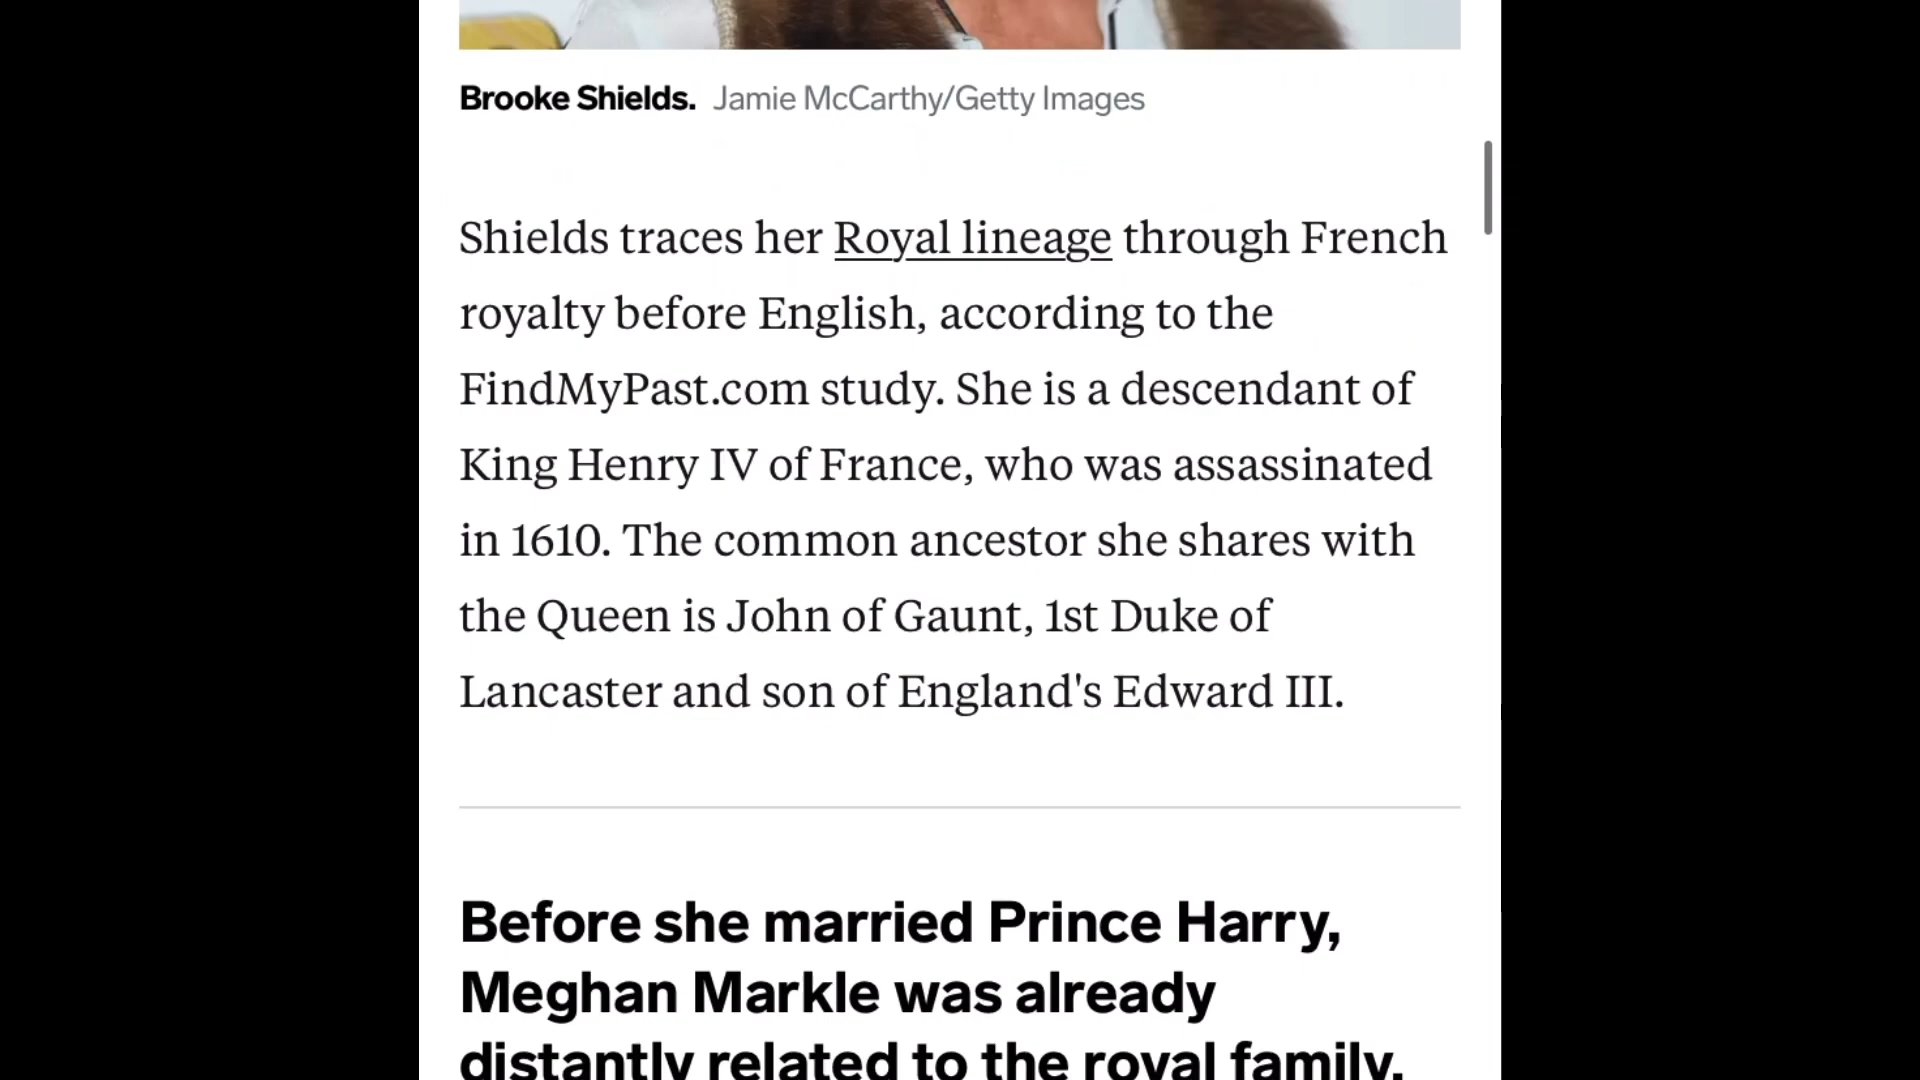 Brooke Shields. Jamie McCarthy/Getty Images
Shields traces her Royal lineage through French
royalty before English, according to the
FindMyPast.com study. She is a descendant of
King Henry IV of France, who was assassinated
in 1610. The common ancestor she shares with
the Queen is John of Gaunt, 1st Duke of
Lancaster and son of England's Edward III.
Before she married Prince Harry,
Meghan Markle was already
distantly related to the royal family.